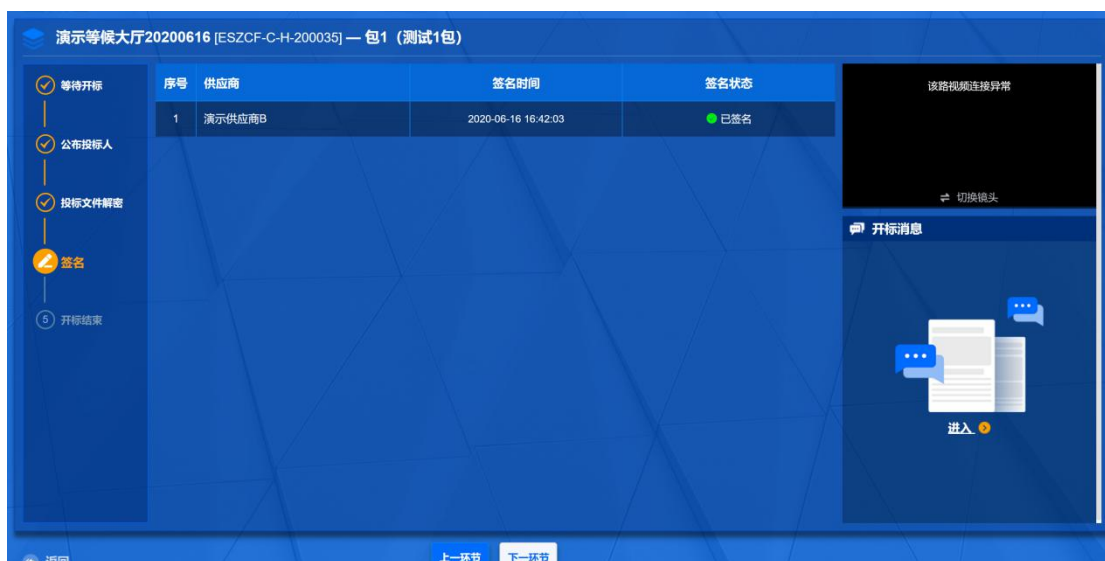 演示等候大厅20200616 [ESZCF-C-H-200035] — 包1（测试1包）
等待开标
公布投标人
投标文件解密
签名
5 开标结束
序号 供应商 签名时间 签名状态
1 演示供应商B 2020-06-16 16:42:03 已签名
该路视频连接异常
切换镜头
开标消息
进入
返回
上一环节 下一环节